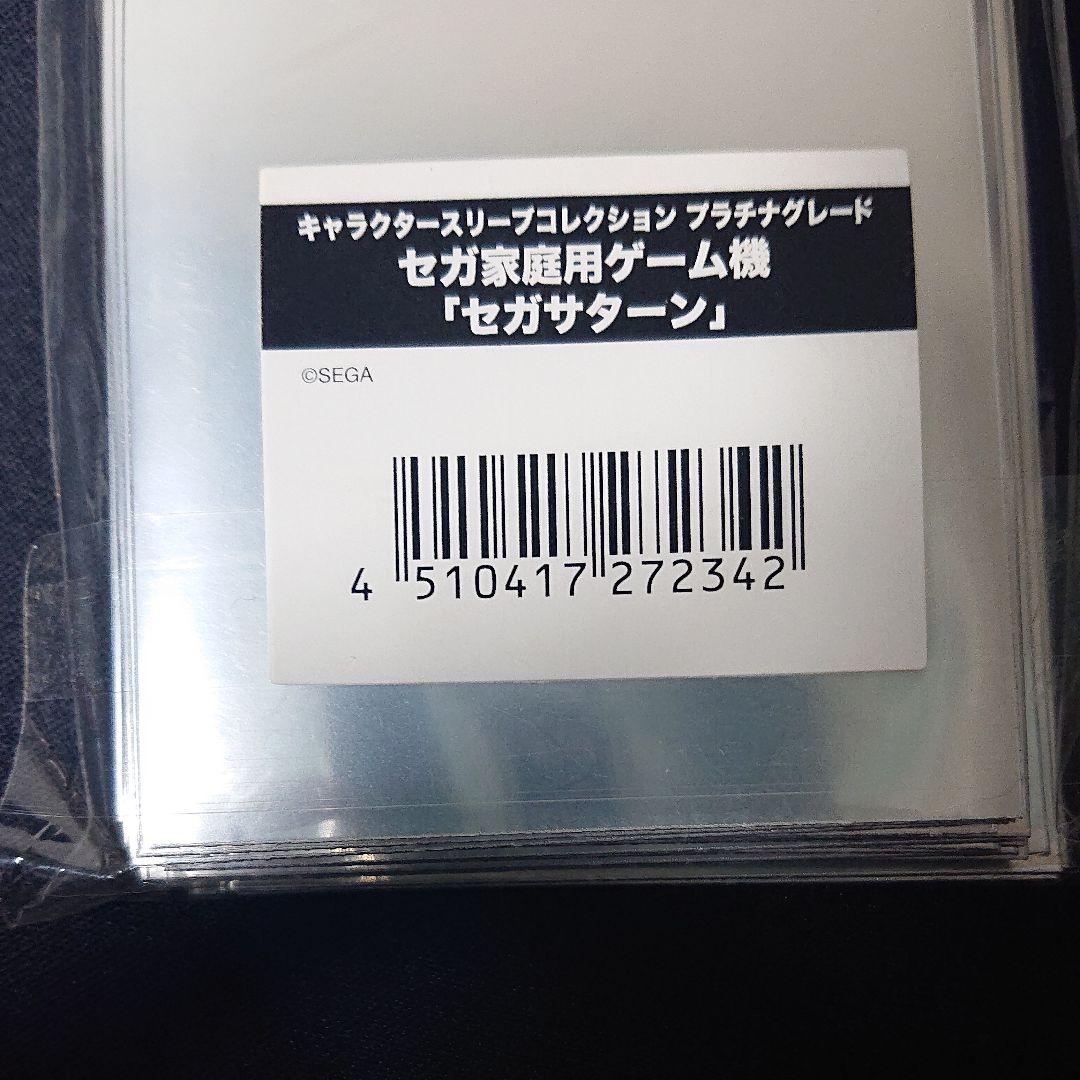 キャラクタースリーブコレクション プラチナグレード
セガ家庭用ゲーム機
「セガサターン」
©SEGA
4 510417 272342